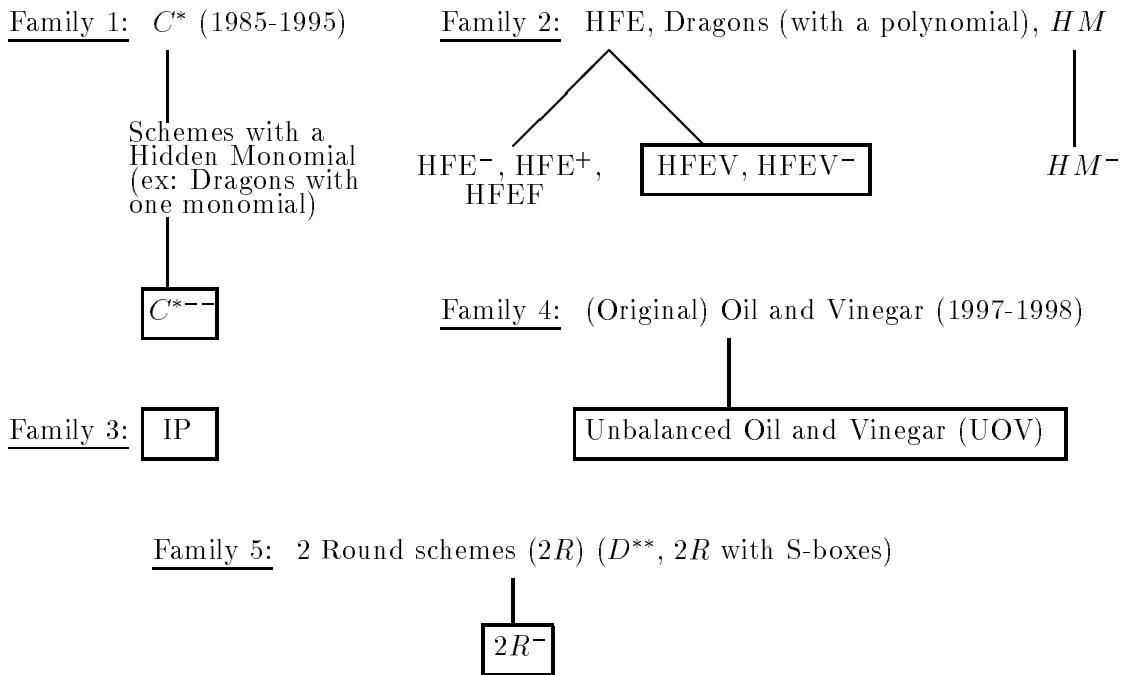 Family 1: C* (1985-1995)
Family 2: HFE, Dragons (with a polynomial), HM
Schemes with a
Hidden Monomial
(ex: Dragons with
one monomial)
HFE⁻, HFE⁺,
HFEF
HFEV, HFEV⁻
HM⁻
C*⁻⁻
Family 4: (Original) Oil and Vinegar (1997-1998)
Family 3: IP
Unbalanced Oil and Vinegar (UOV)
Family 5: 2 Round schemes (2R) (D**, 2R with S-boxes)
2R⁻